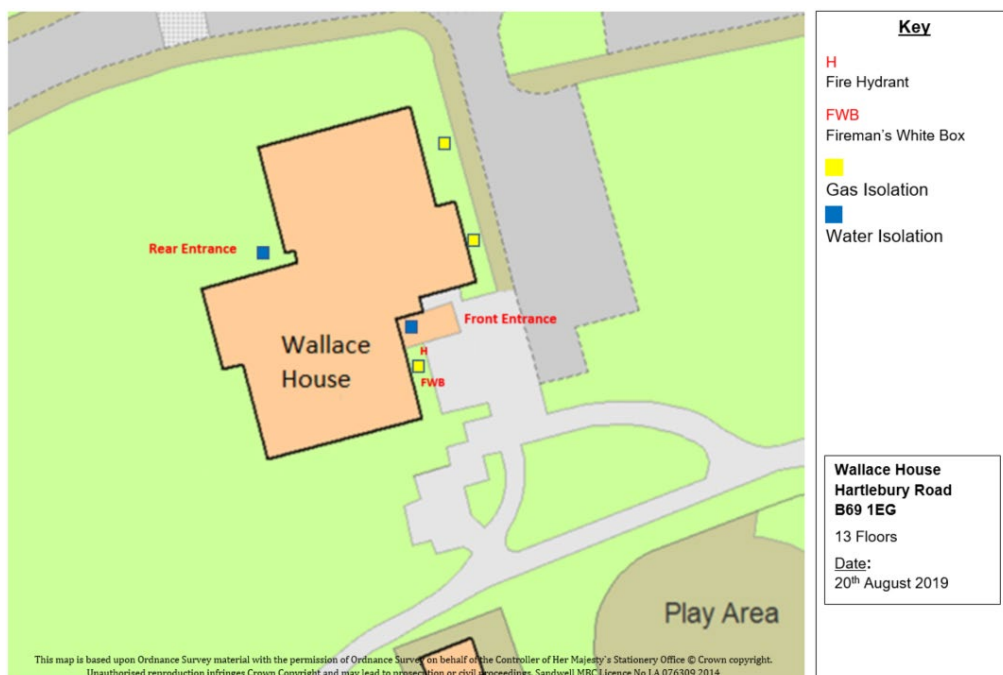 Rear Entrance
Front Entrance
Wallace
House
H
FWB
Play Area
This map is based upon Ordnance Survey material with the permission of Ordnance Survey on behalf of the Controller of Her Majesty's Stationery Office © Crown copyright.
Unauthorised reproduction infringes Crown Copyright and may lead to prosecution or civil proceedings. Sandwell MBC Licence No LA 076309 2014
Key
H
Fire Hydrant
FWB
Fireman's White Box
Gas Isolation
Water Isolation
Wallace House
Hartlebury Road
B69 1EG
13 Floors
Date:
20th August 2019